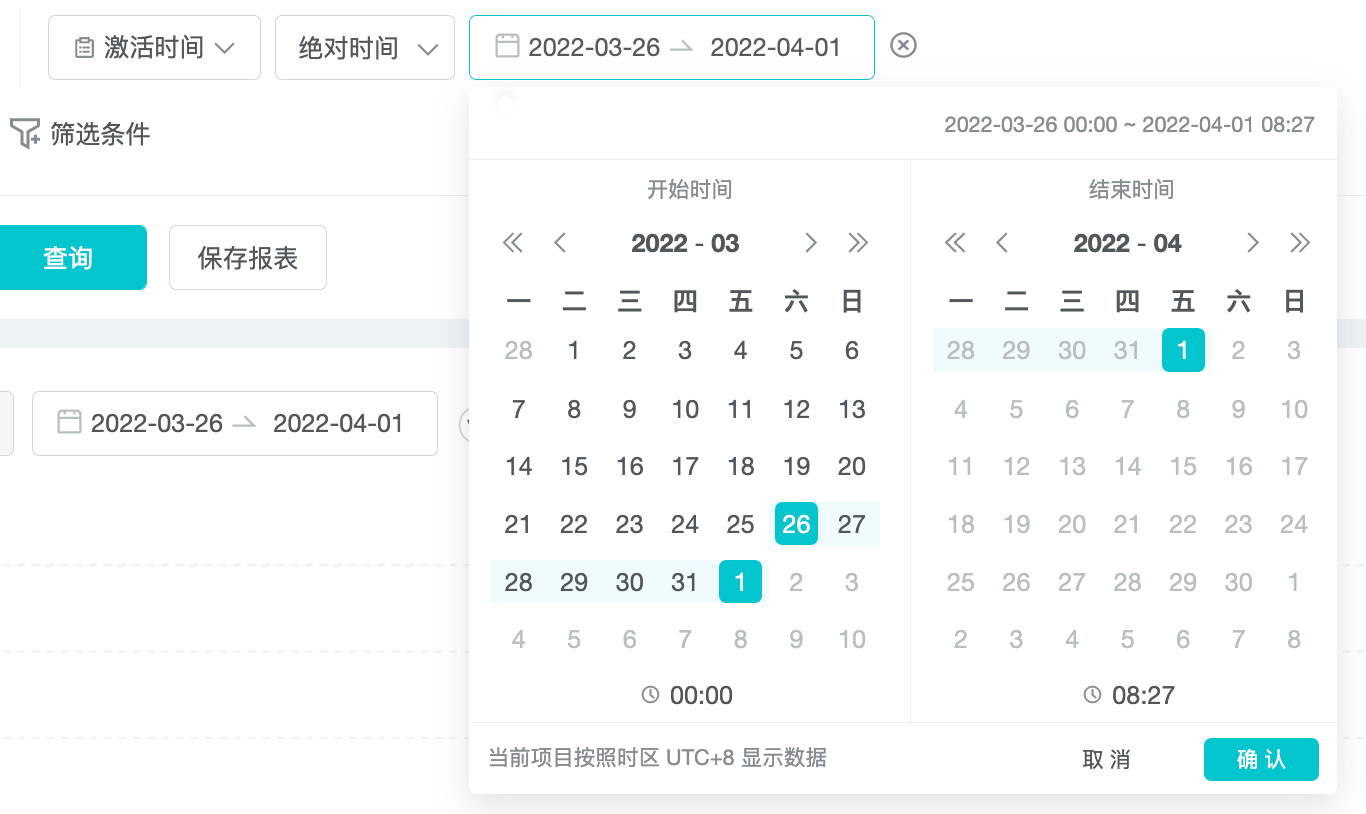 激活时间
绝对时间
2022-03-26
2022-04-01
筛选条件
2022-03-26 00:00 ~ 2022-04-01 08:27
查询
保存报表
2022-03-26
2022-04-01
开始时间
2022 - 03
一 二 三 四 五 六 日
28 1 2 3 4 5 6
7 8 9 10 11 12 13
14 15 16 17 18 19 20
21 22 23 24 25 26 27
28 29 30 31 1 2 3
4 5 6 7 8 9 10
00:00
结束时间
2022 - 04
一 二 三 四 五 六 日
28 29 30 31 1 2 3
4 5 6 7 8 9 10
11 12 13 14 15 16 17
18 19 20 21 22 23 24
25 26 27 28 29 30 1
2 3 4 5 6 7 8
08:27
当前项目按照时区 UTC+8 显示数据
取 消
确 认